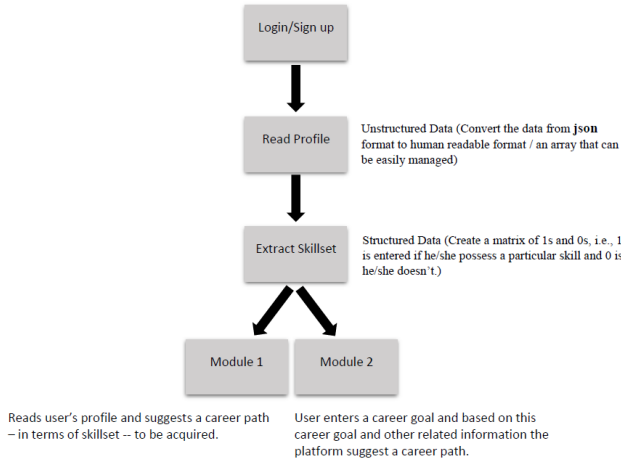 Login/Sign up
Read Profile
Unstructured Data (Convert the data from json
format to human readable format / an array that can
be easily managed)
Extract Skillset
Structured Data (Create a matrix of 1s and 0s, i.e., 1
is entered if he/she possess a particular skill and 0 is
he/she doesn't.)
Module 1
Module 2
Reads user's profile and suggests a career path
– in terms of skillset -- to be acquired.
User enters a career goal and based on this
career goal and other related information the
platform suggest a career path.